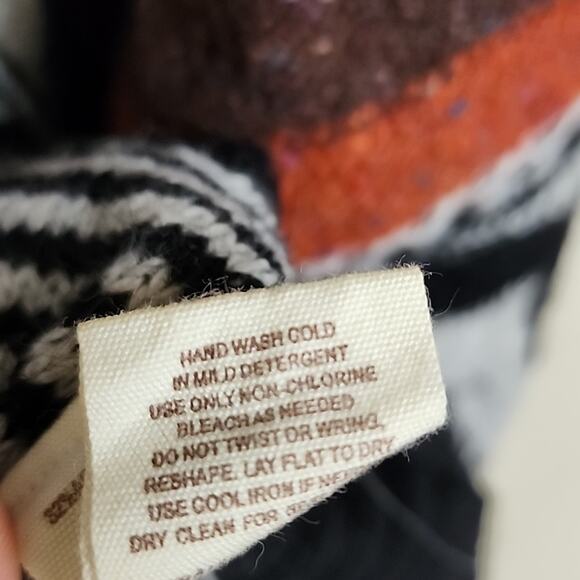 HAND WASH COLD
IN MILD DETERGENT
USE ONLY NON-CHLORINE
BLEACH AS NEEDED
DO NOT TWIST OR WRING,
RESHAPE, LAY FLAT TO DRY
USE COOL IRON IF
DRY CLEAN FOR